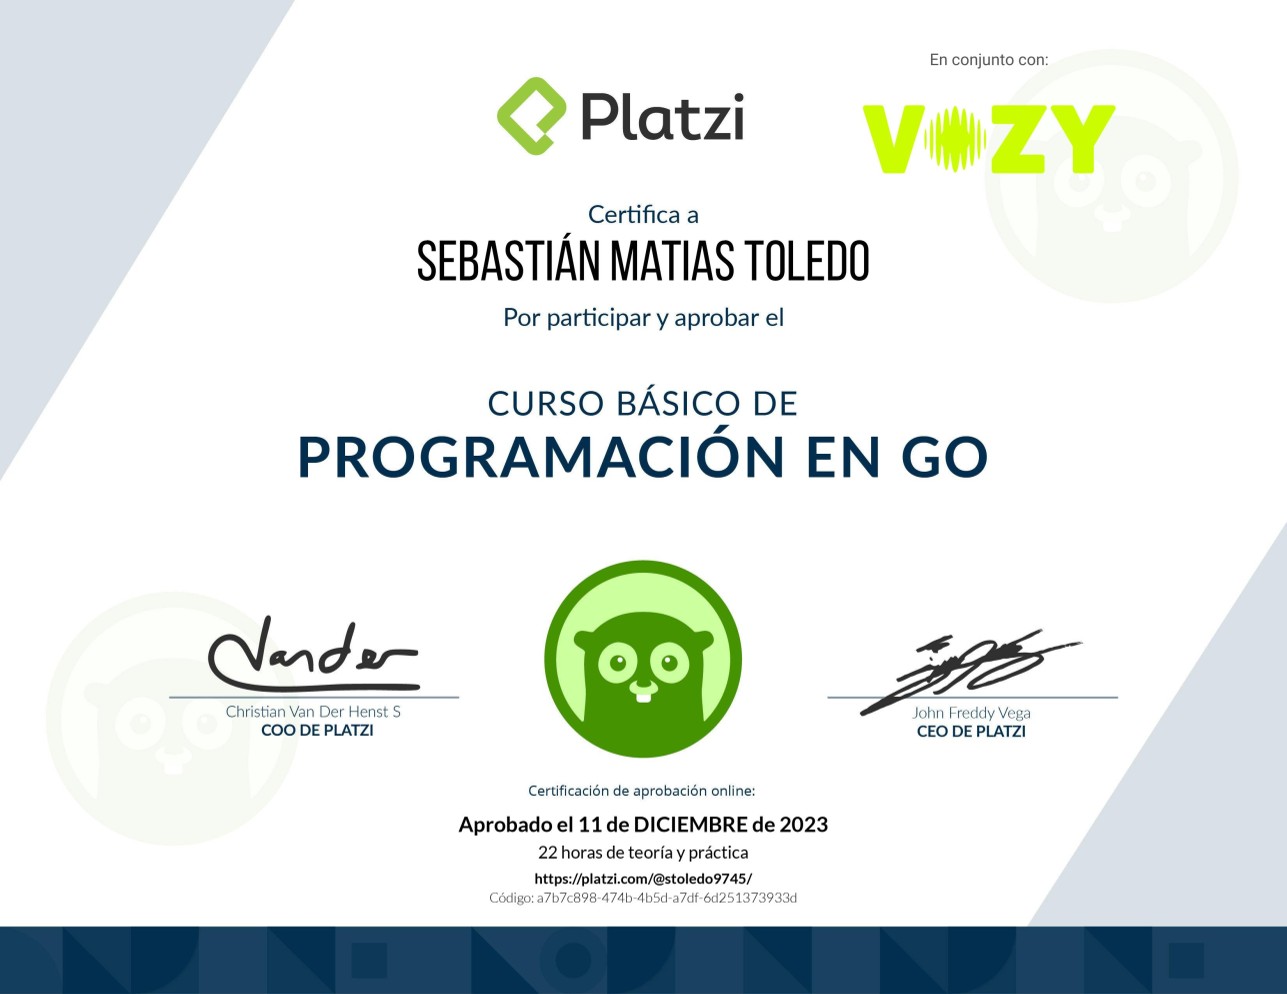 En conjunto con:
Platzi
VOZY
Certifica a
SEBASTIÁN MATIAS TOLEDO
Por participar y aprobar el
CURSO BÁSICO DE
PROGRAMACIÓN EN GO
Vander
Christian Van Der Henst S
COO DE PLATZI
John Freddy Vega
CEO DE PLATZI
Certificación de aprobación online:
Aprobado el 11 de DICIEMBRE de 2023
22 horas de teoría y práctica
https://platzi.com/@stoledo9745/
Código: a7b7c898-474b-4b5d-a7df-6d251373933d